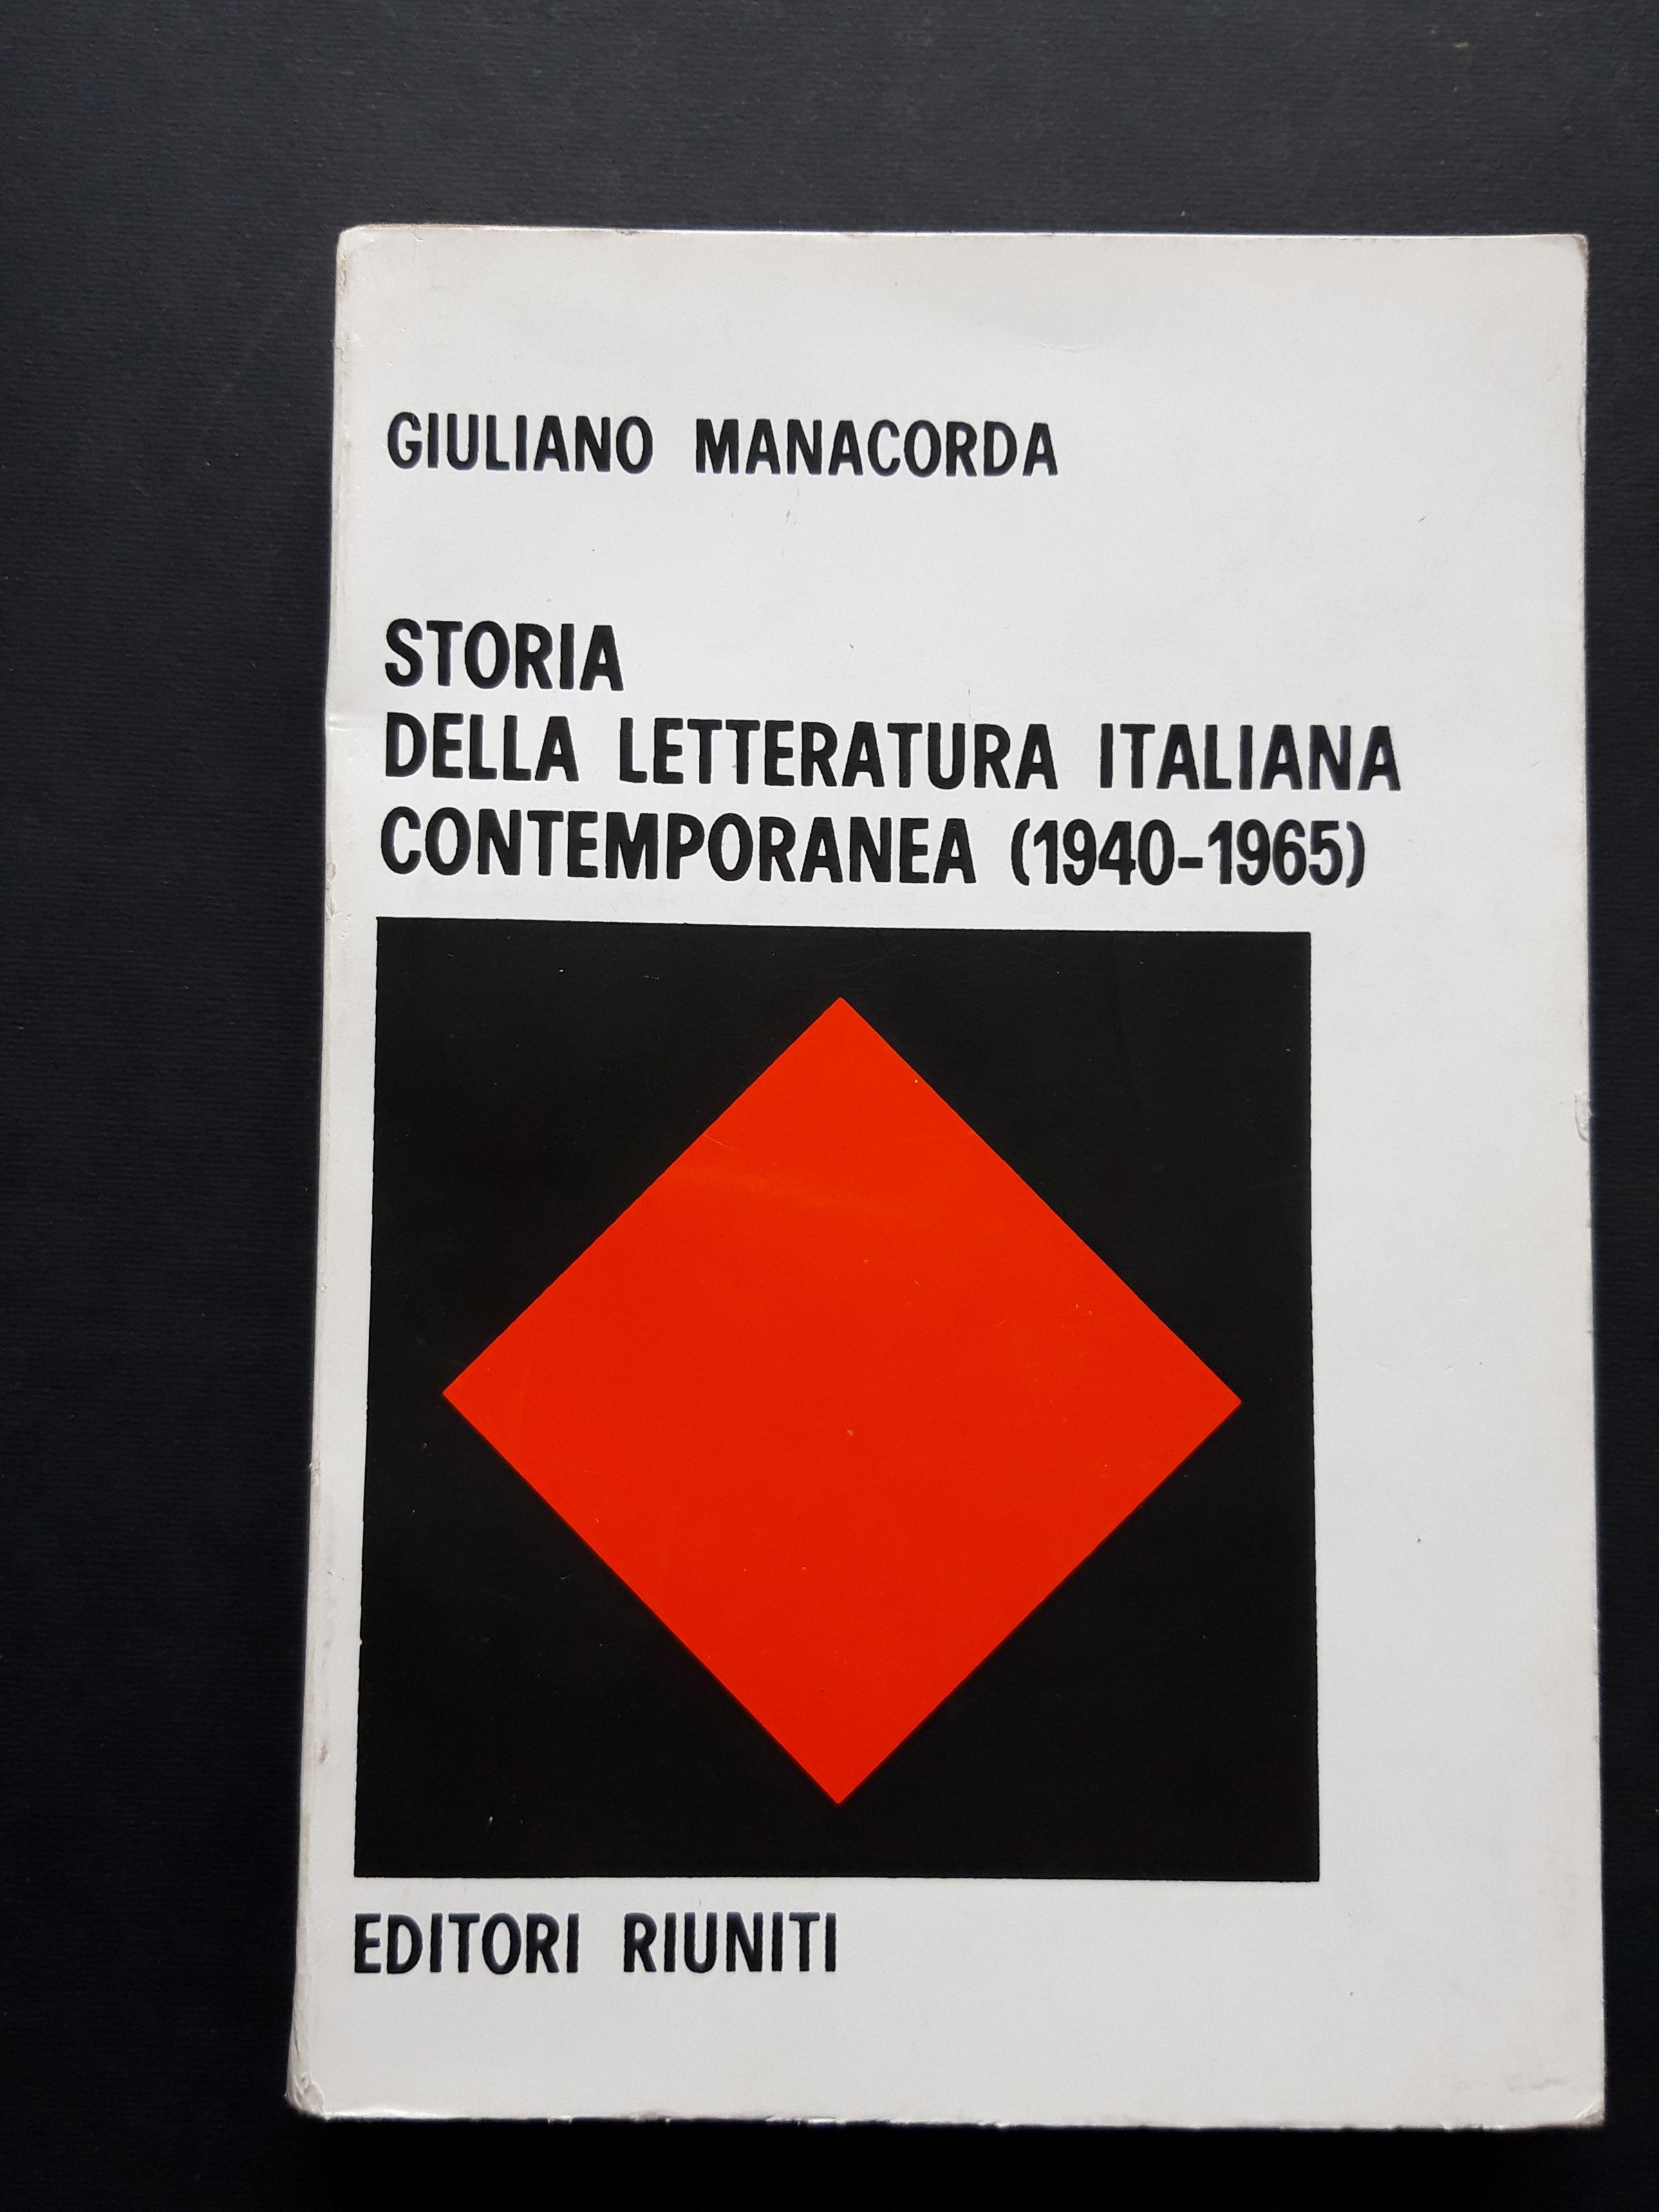 GIULIANO MANACORDA
STORIA
DELLA LETTERATURA ITALIANA
CONTEMPORANEA (1940-1965)
EDITORI RIUNITI